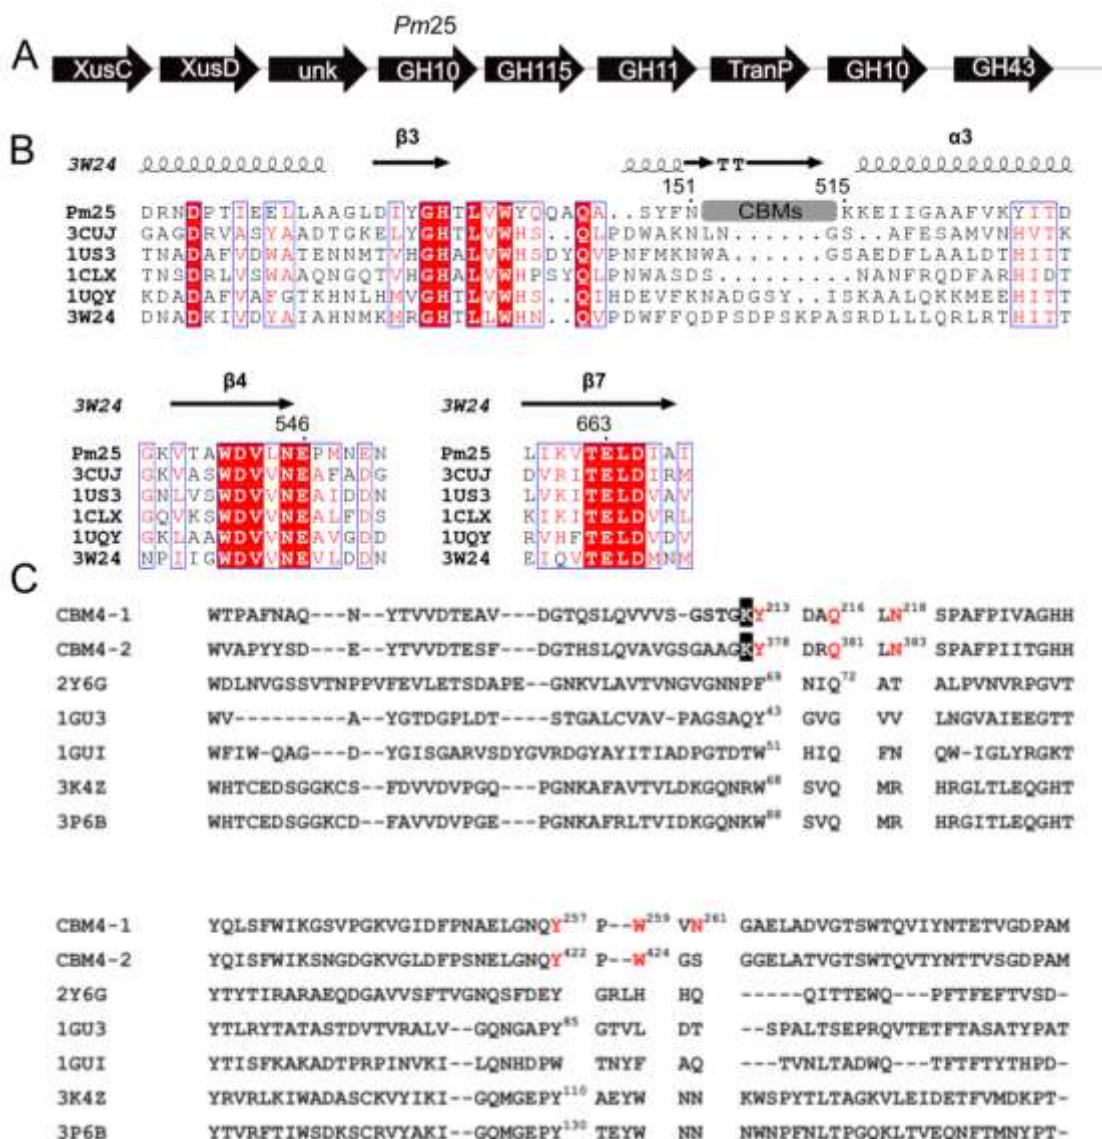 Pm25
A XusC XusD unk GH10 GH115 GH11 TranP GH10 GH43
B
β3 α3
3W24 TT
151 515
Pm25 DRNDPTIEELLAAGLDIYGHTLVWYQQAQA..SYFN CBMs KKEIIGAAFVKYITD
3CUJ GAGDRVASYAADTGKELYGHTLVWHS..QLPDWAKNLN......GS..AFESAMVNHVTK
1US3 TNADAFVDWATENNMTVHGHALVWHSDYQVPNFMKNWA......GSAEDFLAALDTHITT
1CLX TNSDRLVSWAAQNGQTVHGHALVWHPSYQLPNWASDS.......NANFRQDFARHIDT
1UQY KDADAFVAFGTKHNLHMVGHTLVWHS..QIHDEVFKNADGSY..ISKAALQKKMEEHITT
3W24 DNADKIVDYAIAHNMKMRGHTLLWHN..QVPDWFFQDPSDPSKPASRDLLLQRLRTHITT
β4 β7
3W24 3W24
546 663
Pm25 GKVTAWDVLNEPMNEN Pm25 LIKVTELDIAI
3CUJ GKVASWDVVNEAFADG 3CUJ DVRITELDIRM
1US3 GNLVSWDVVNEAIDDN 1US3 LVKITELDVAV
1CLX GQVKSWDVVNEALFDS 1CLX KIKITELDVRL
1UQY GKLAAWDVVNEAVGDD 1UQY RVHFTELDVDV
3W24 NPIIGWDVVNEVLDDN 3W24 EIQVTELDMNM
C
CBM4-1 WTPAFNAQ---N--YTVVDTEAV---DGTQSLQVVVS-GSTGKY213 DAQ216 LN218 SPAFPIVAGHH
CBM4-2 WVAPYYSD---E--YTVVDTESF---DGTHSLQVAVGSGAAGKY378 DRQ381 LN383 SPAFPIITGHH
2Y6G WDLNVGSSVTNPPVFEVLETSDAPE--GNKVLAVTVNGVGNNPF69 NIQ72 AT ALPVNVRPGVT
1GU3 WV---------A--YGTDGPLDT----STGALCVAV-PAGSAQY43 GVG VV LNGVAIEEGTT
1GUI WFIW-QAG---D--YGISGARVSDYGVRDGYAYITIADPGTDTW51 HIQ FN QW-IGLYRGKT
3K4Z WHTCEDSGGKCS--FDVVDVPGQ---PGNKAFAVTVLDKGQNRW68 SVQ MR HRGLTLEQGHT
3P6B WHTCEDSGGKCD--FAVVDVPGE---PGNKAFRLTVIDKGQNKW88 SVQ MR HRGITLEQGHT
CBM4-1 YQLSFWIKGSVPGKVGIDFPNAELGNQY257 P--W259 VN261 GAELADVGTSWTQVIYNTETVGDPAM
CBM4-2 YQISFWIKSNGDGKVGLDFPSNELGNQY422 P--W424 GS GGELATVGTSWTQVTYNTTVSGDPAM
2Y6G YTYTIRARAEQDGAVVSFTVGNQSFDEY GRLH HQ -----QITTEWQ---PFTFEFTVSD-
1GU3 YTLRYTATASTDVTVRALV--GQNGAPY85 GTVL DT --SPALTSEPRQVTETFTASATYPAT
1GUI YTISFKAKADTPRPINVKI--LQNHDPW TNYF AQ ---TVNLTADWQ--TFTFTYTHPD-
3K4Z YRVRLKIWADASCKVYIKI--GQMGEPY110 AEYW NN KWSPYTLTAGKVLEIDETFVMDKPT-
3P6B YTVRFTIWSDKSCRVYAKI--GQMGEPY130 TEYW NN NWNPFNLTPGQKLTVEQNFTMNYPT-